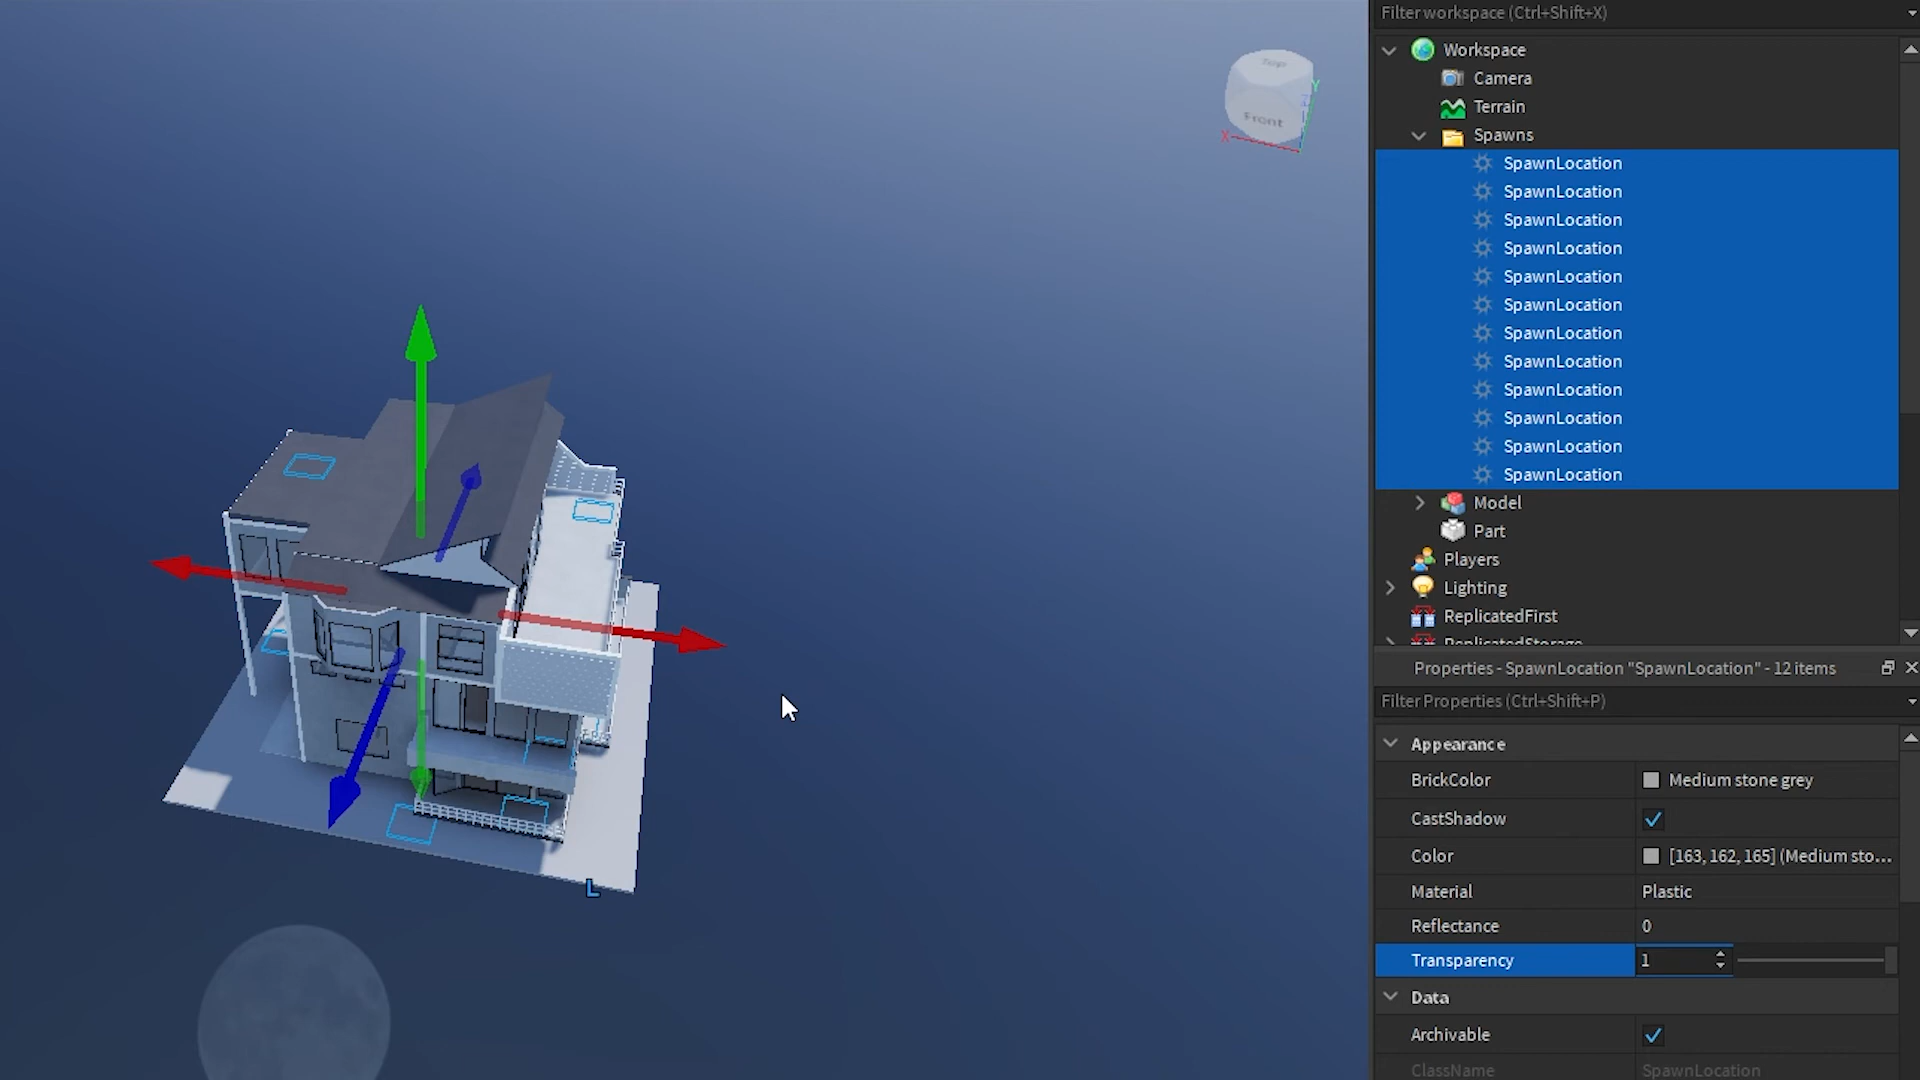 Filter workspace (Ctrl+Shift+X)
Workspace
Camera
Terrain
Spawns
SpawnLocation
SpawnLocation
SpawnLocation
SpawnLocation
SpawnLocation
SpawnLocation
SpawnLocation
SpawnLocation
SpawnLocation
SpawnLocation
SpawnLocation
SpawnLocation
Model
Part
Players
Lighting
ReplicatedFirst
ReplicatedStorage
Properties - SpawnLocation "SpawnLocation" - 12 items
Filter Properties (Ctrl+Shift+P)
Appearance
BrickColor Medium stone grey
CastShadow
Color [163, 162, 165] (Medium sto...
Material Plastic
Reflectance 0
Transparency 1
Data
Archivable
ClassName SpawnLocation
Top
Front
X
Y
Z
L